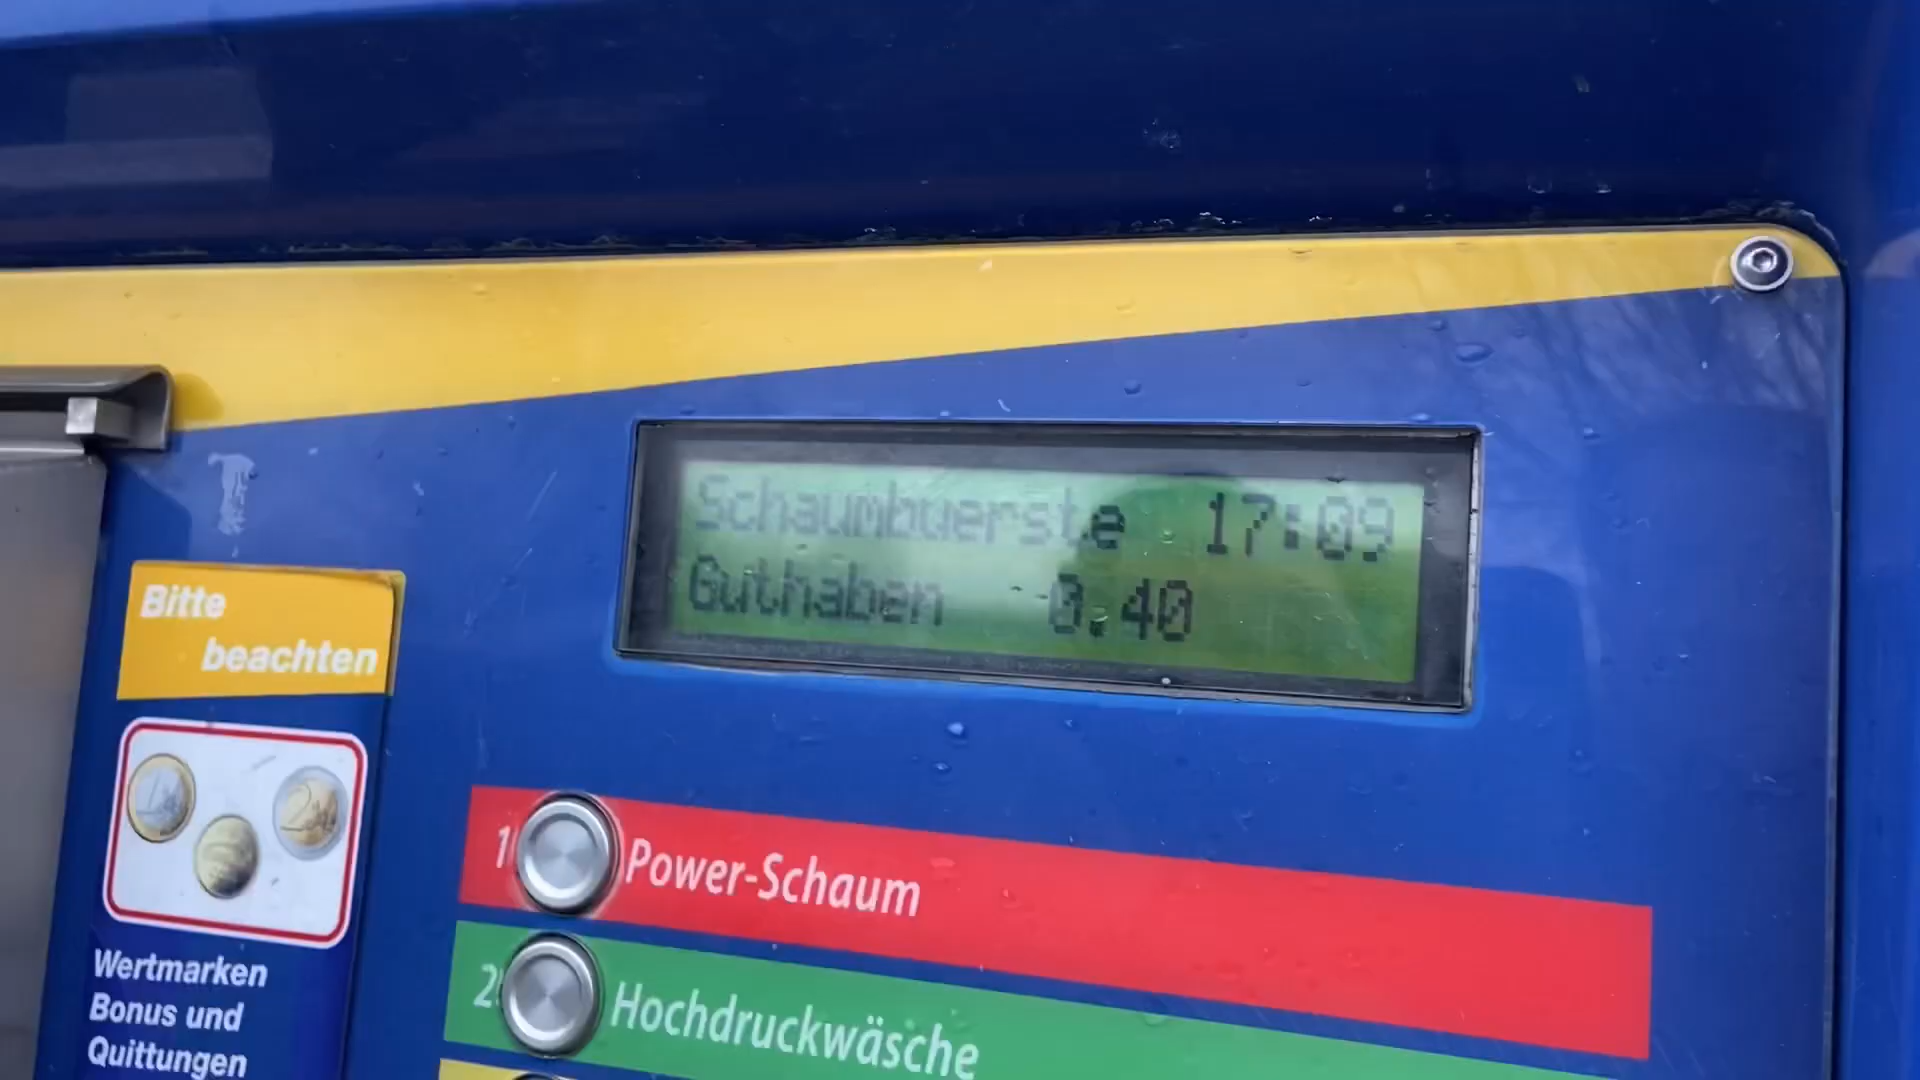 Schaumbuerste 17:09
Guthaben 0.40
Bitte
beachten
1 Power-Schaum
2 Hochdruckwäsche
Wertmarken
Bonus und
Quittungen